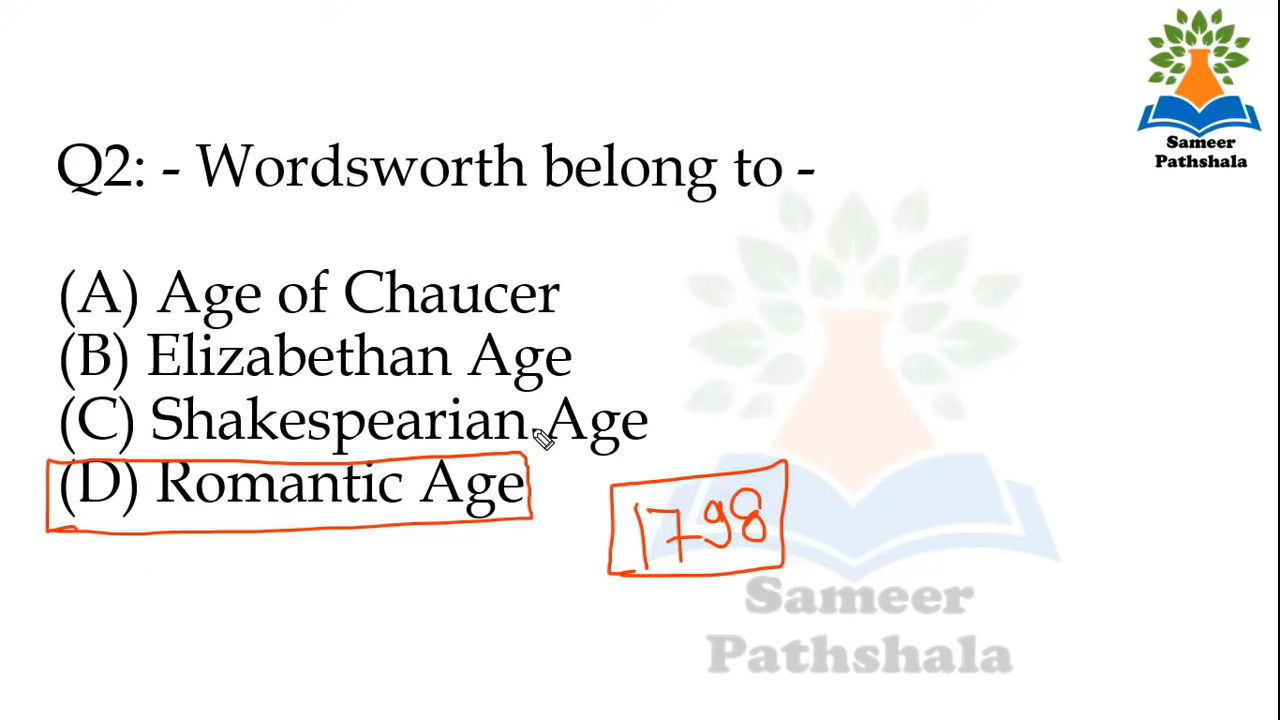 Sameer
Pathshala
Q2: - Wordsworth belong to -
(A) Age of Chaucer
(B) Elizabethan Age
(C) Shakespearian Age
(D) Romantic Age
1798
Sameer
Pathshala